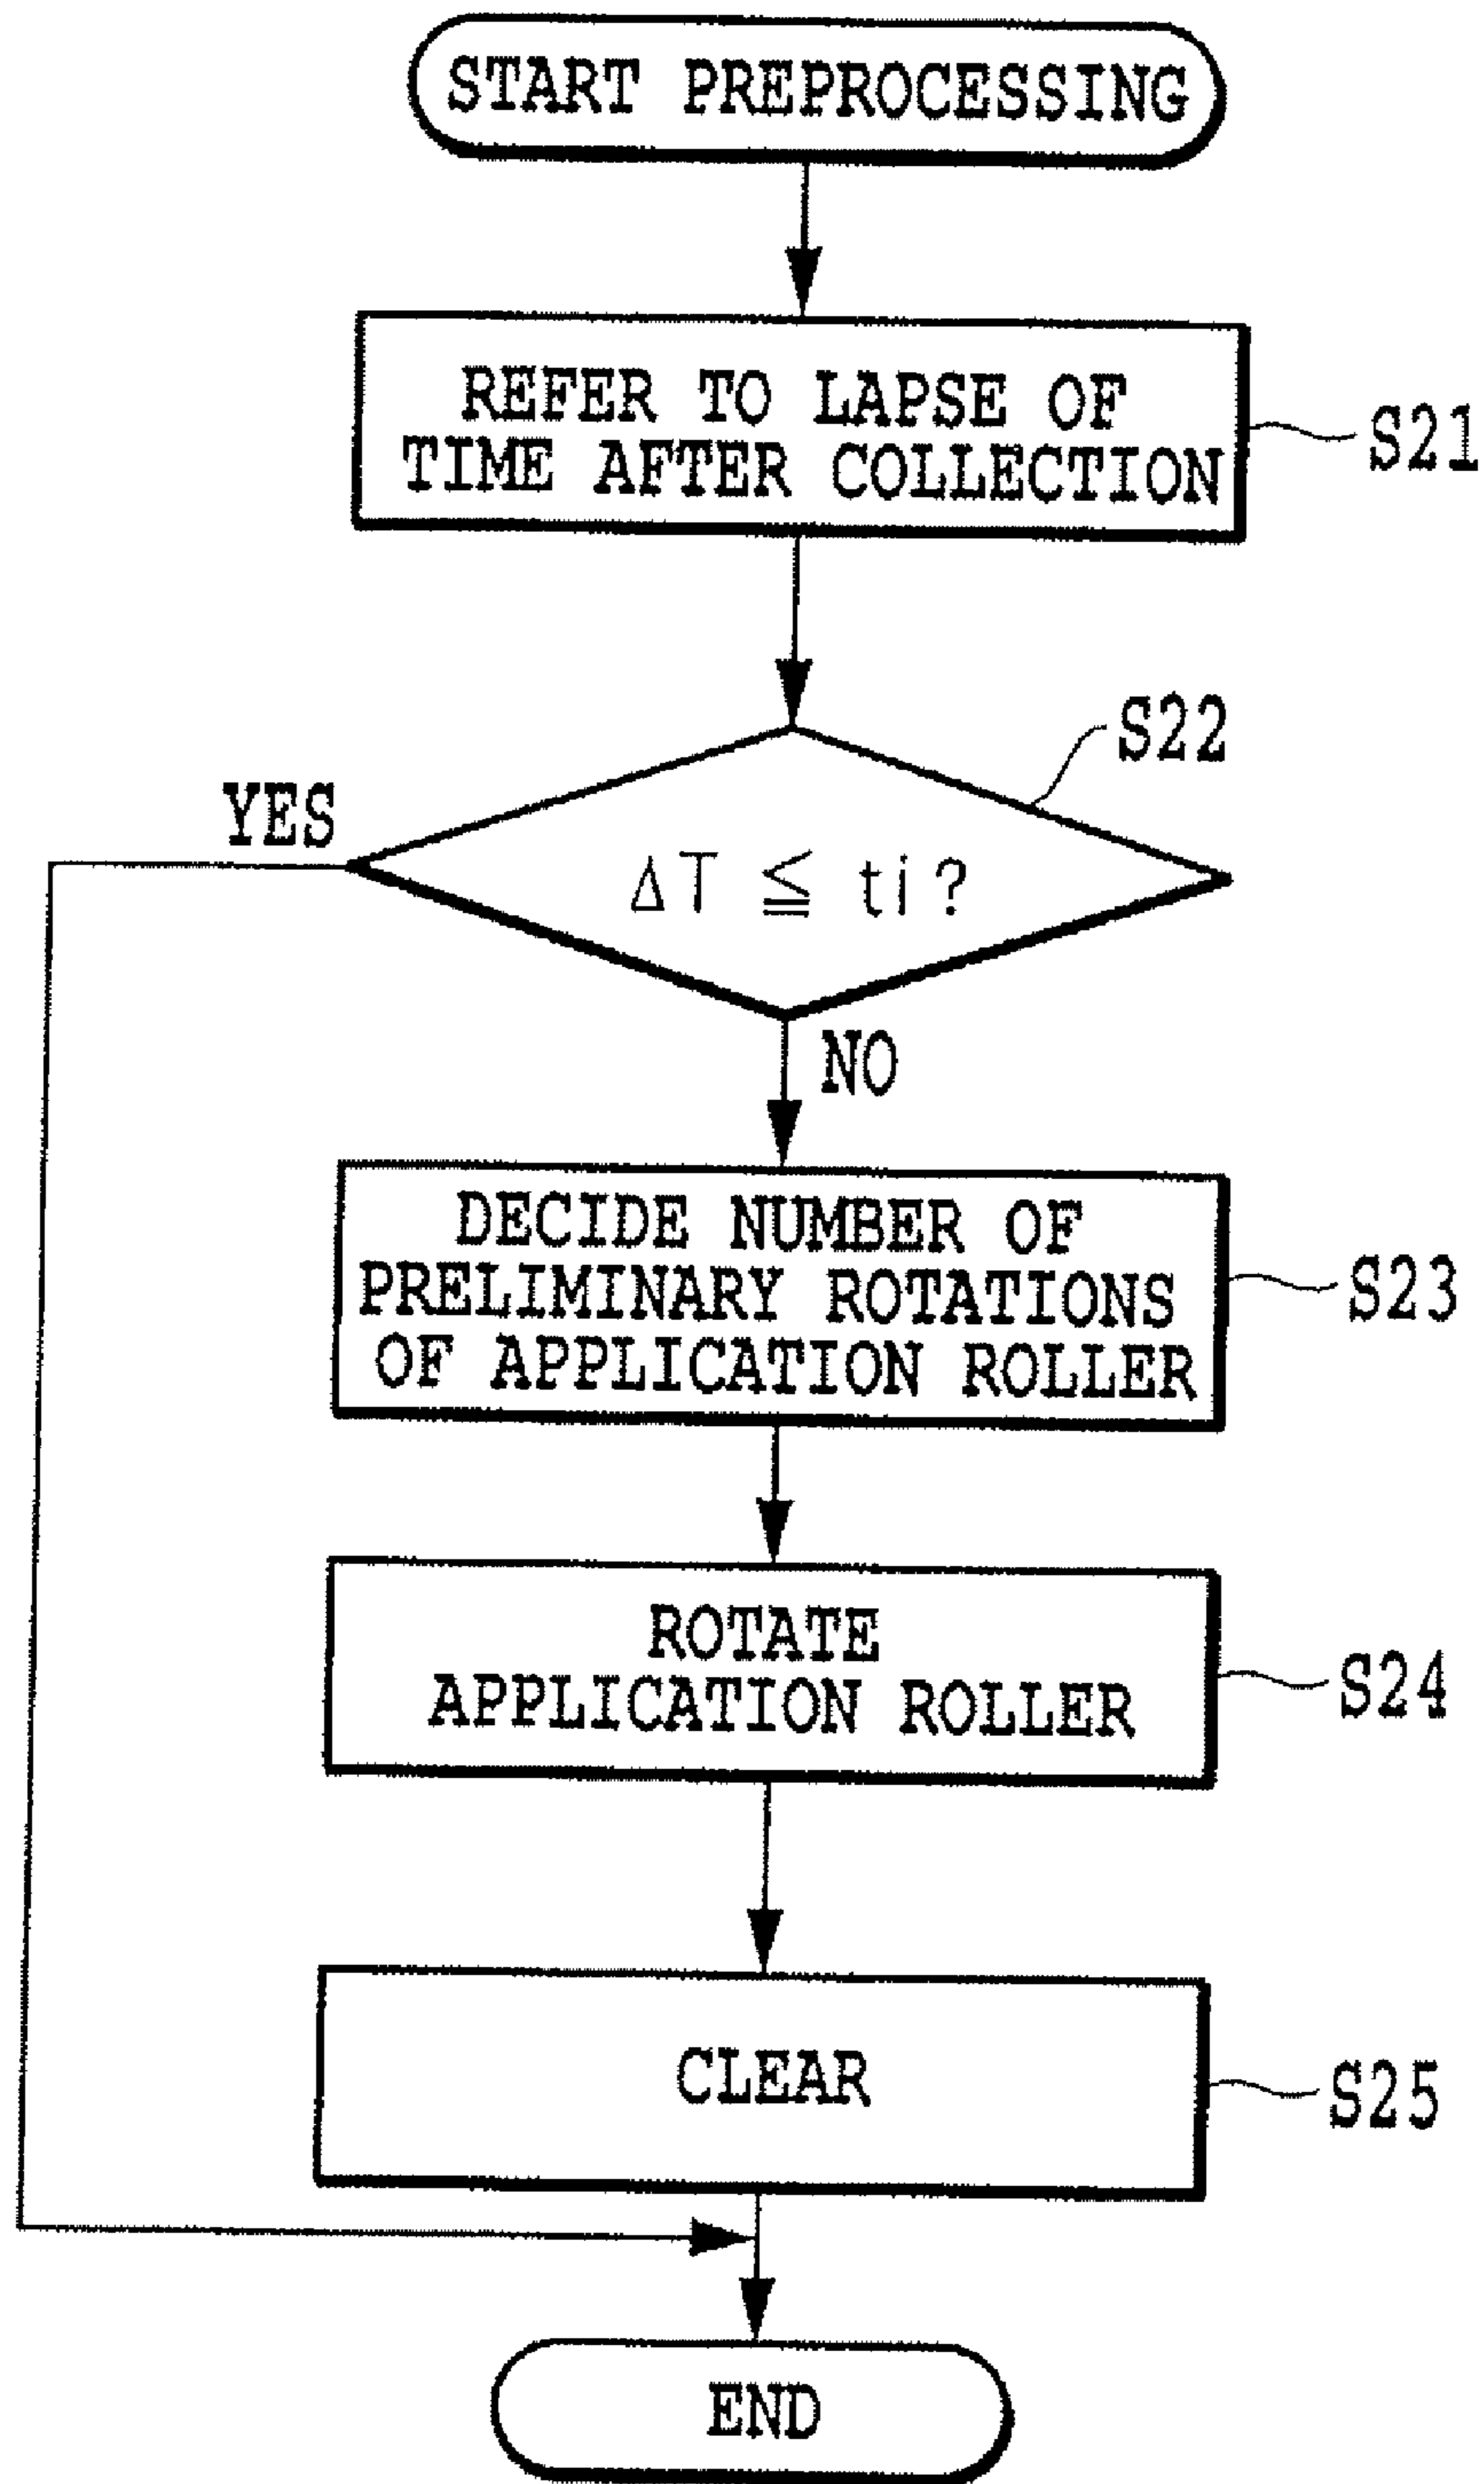 START PREPROCESSING
REFER TO LAPSE OF
TIME AFTER COLLECTION
S21
S22
YES
ΔT ≦ ti?
NO
DECIDE NUMBER OF
PRELIMINARY ROTATIONS
OF APPLICATION ROLLER
S23
ROTATE
APPLICATION ROLLER
S24
CLEAR
S25
END